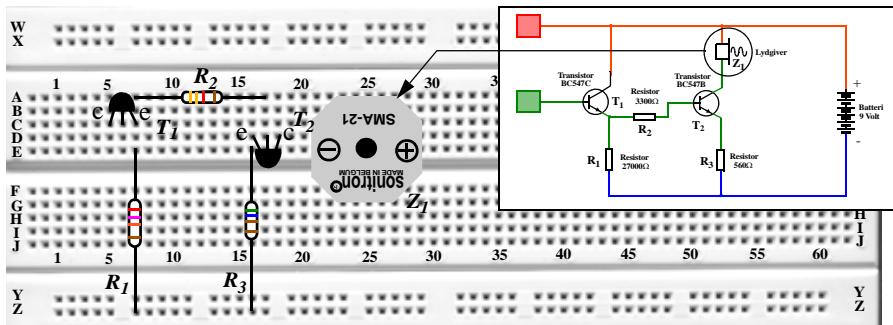 W
X
1 5 10 15 20 25 30
A
B
C
D
E
F
G
H
I
J
1 5 10 15 20 25 30 35 40 45 50 55 60
H
I
J
Y
Z
Y
Z
R2
c e
T1
e c
T2
SMA-21
− +
sonitron
MADE IN BELGIUM
Z1
R1
R3
Transistor
BC547C
T1
Resistor
3300Ω
R2
Transistor
BC547B
T2
Lydgiver
Z1
+
Batteri
9 Volt
-
R1
Resistor
27000Ω
R3
Resistor
560Ω